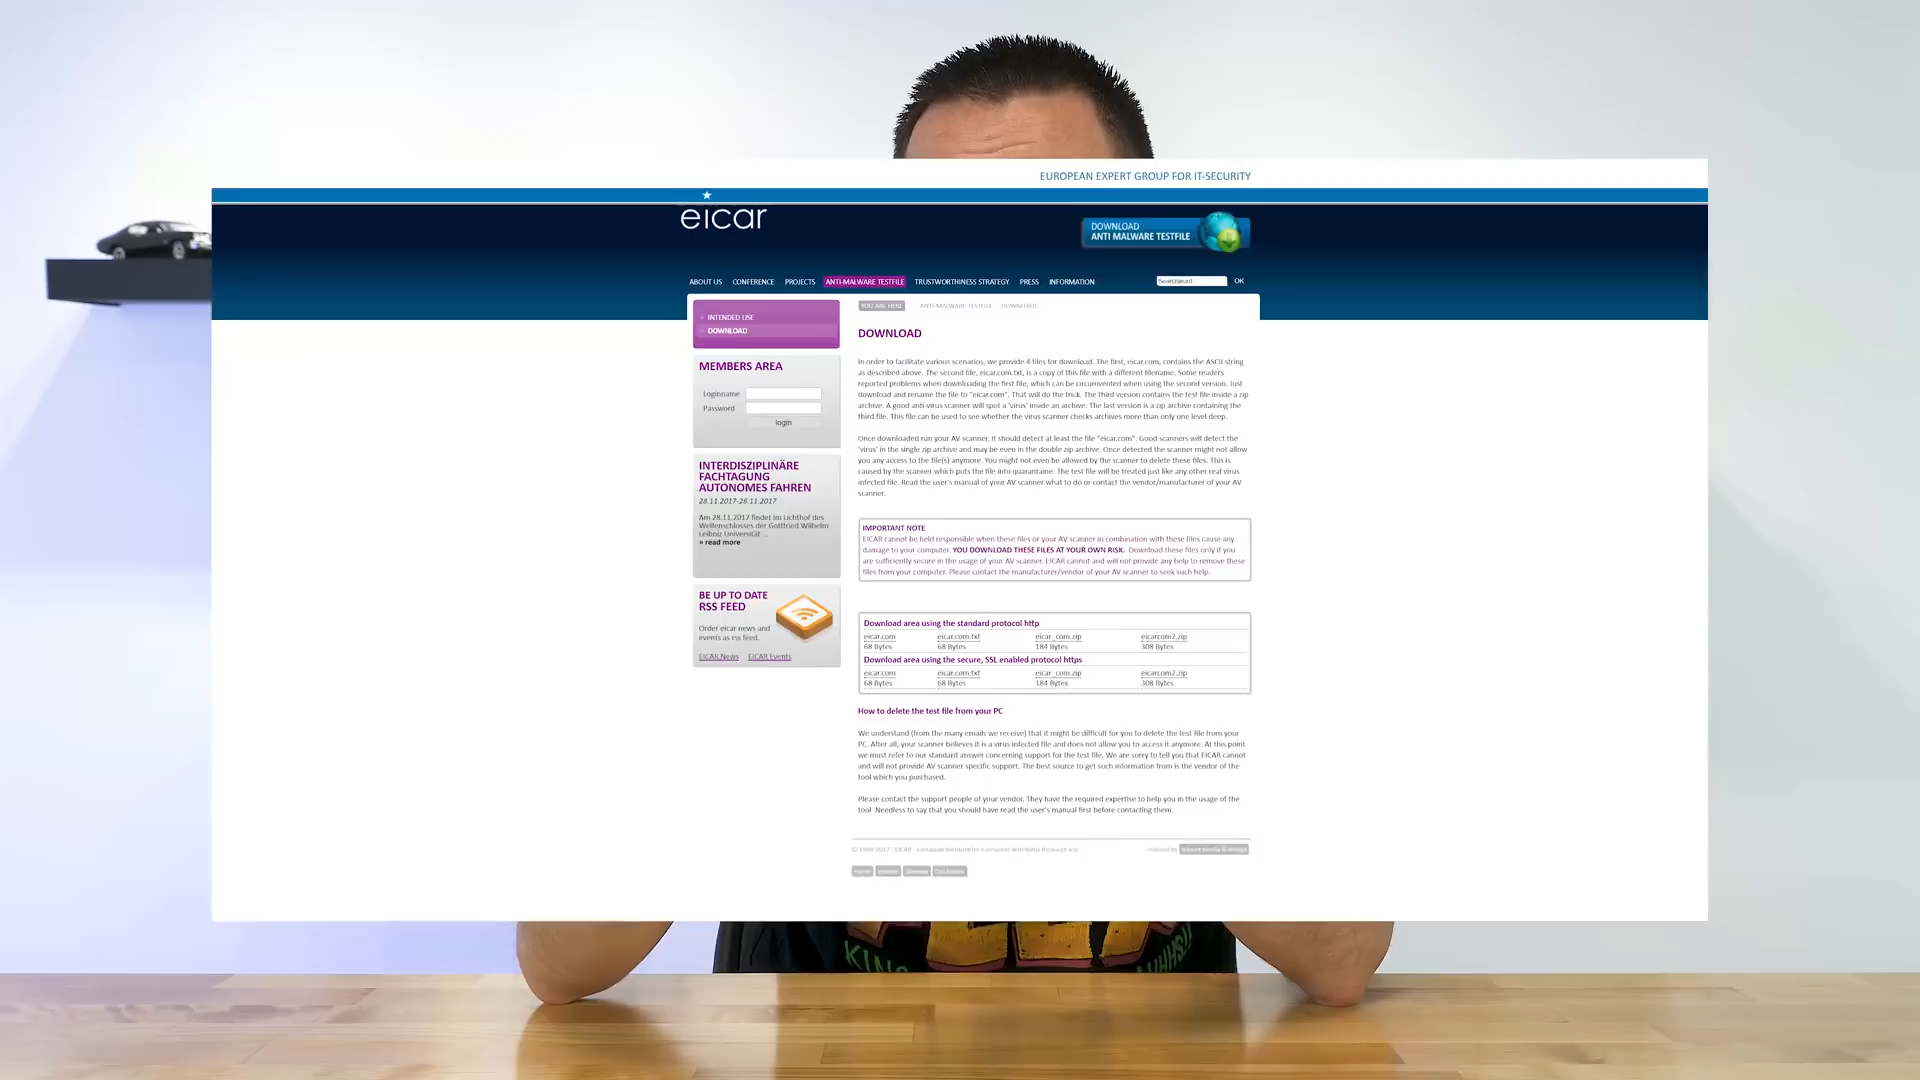 EUROPEAN EXPERT GROUP FOR IT-SECURITY
eicar
DOWNLOAD
ANTI MALWARE TESTFILE
ABOUT US CONFERENCE PROJECTS ANTI-MALWARE TESTFILE TRUSTWORTHINESS STRATEGY PRESS INFORMATION OK
YOU ARE HERE ANTI-MALWARE TESTFILE DOWNLOAD
INTENDED USE
DOWNLOAD
MEMBERS AREA
Loginname
Password
login
INTERDISZIPLINÄRE
FACHTAGUNG
AUTONOMES FAHREN
28.11.2017-28.11.2017
Am 28.11.2017 findet im Lichthof des
Welfenschlosses der Gottfried Wilhelm
Leibniz Universität ...
» read more
BE UP TO DATE
RSS FEED
Order eicar news and
events as rss feed.
EICAR News EICAR Events
DOWNLOAD
In order to facilitate various scenarios, we provide 4 files for download. The first, eicar.com, contains the ASCII string
as described above. The second file, eicar.com.txt, is a copy of this file with a different filename. Some readers
reported problems when downloading the first file, which can be circumvented when using the second version. Just
download and rename the file to "eicar.com". That will do the trick. The third version contains the test file inside a zip
archive. A good anti-virus scanner will spot a 'virus' inside an archive. The last version is a zip archive containing the
third file. This file can be used to see whether the virus scanner checks archives more than only one level deep.
Once downloaded run your AV scanner. It should detect at least the file "eicar.com". Good scanners will detect the
'virus' in the single zip archive and may be even in the double zip archive. Once detected the scanner might not allow
you any access to the file(s) anymore. You might not even be allowed by the scanner to delete these files. This is
caused by the scanner which puts the file into quarantaine. The test file will be treated just like any other real virus
infected file. Read the user's manual of your AV scanner what to do or contact the vendor/manufacturer of your AV
scanner.
IMPORTANT NOTE
EICAR cannot be held responsible when these files or your AV scanner in combination with these files cause any
damage to your computer. YOU DOWNLOAD THESE FILES AT YOUR OWN RISK. Download these files only if you
are sufficiently secure in the usage of your AV scanner. EICAR cannot and will not provide any help to remove these
files from your computer. Please contact the manufacturer/vendor of your AV scanner to seek such help.
Download area using the standard protocol http
eicar.com eicar.com.txt eicar_com.zip eicarcom2.zip
68 Bytes 68 Bytes 184 Bytes 308 Bytes
Download area using the secure, SSL enabled protocol https
eicar.com eicar.com.txt eicar_com.zip eicarcom2.zip
68 Bytes 68 Bytes 184 Bytes 308 Bytes
How to delete the test file from your PC
We understand (from the many emails we receive) that it might be difficult for you to delete the test file from your
PC. After all, your scanner believes it is a virus infected file and does not allow you to access it anymore. At this point
we must refer to our standard answer concerning support for the test file. We are sorry to tell you that EICAR cannot
and will not provide AV scanner specific support. The best source to get such information from is the vendor of the
tool which you purchased.
Please contact the support people of your vendor. They have the required expertise to help you in the usage of the
tool. Needless to say that you should have read the user's manual first before contacting them.
realized by